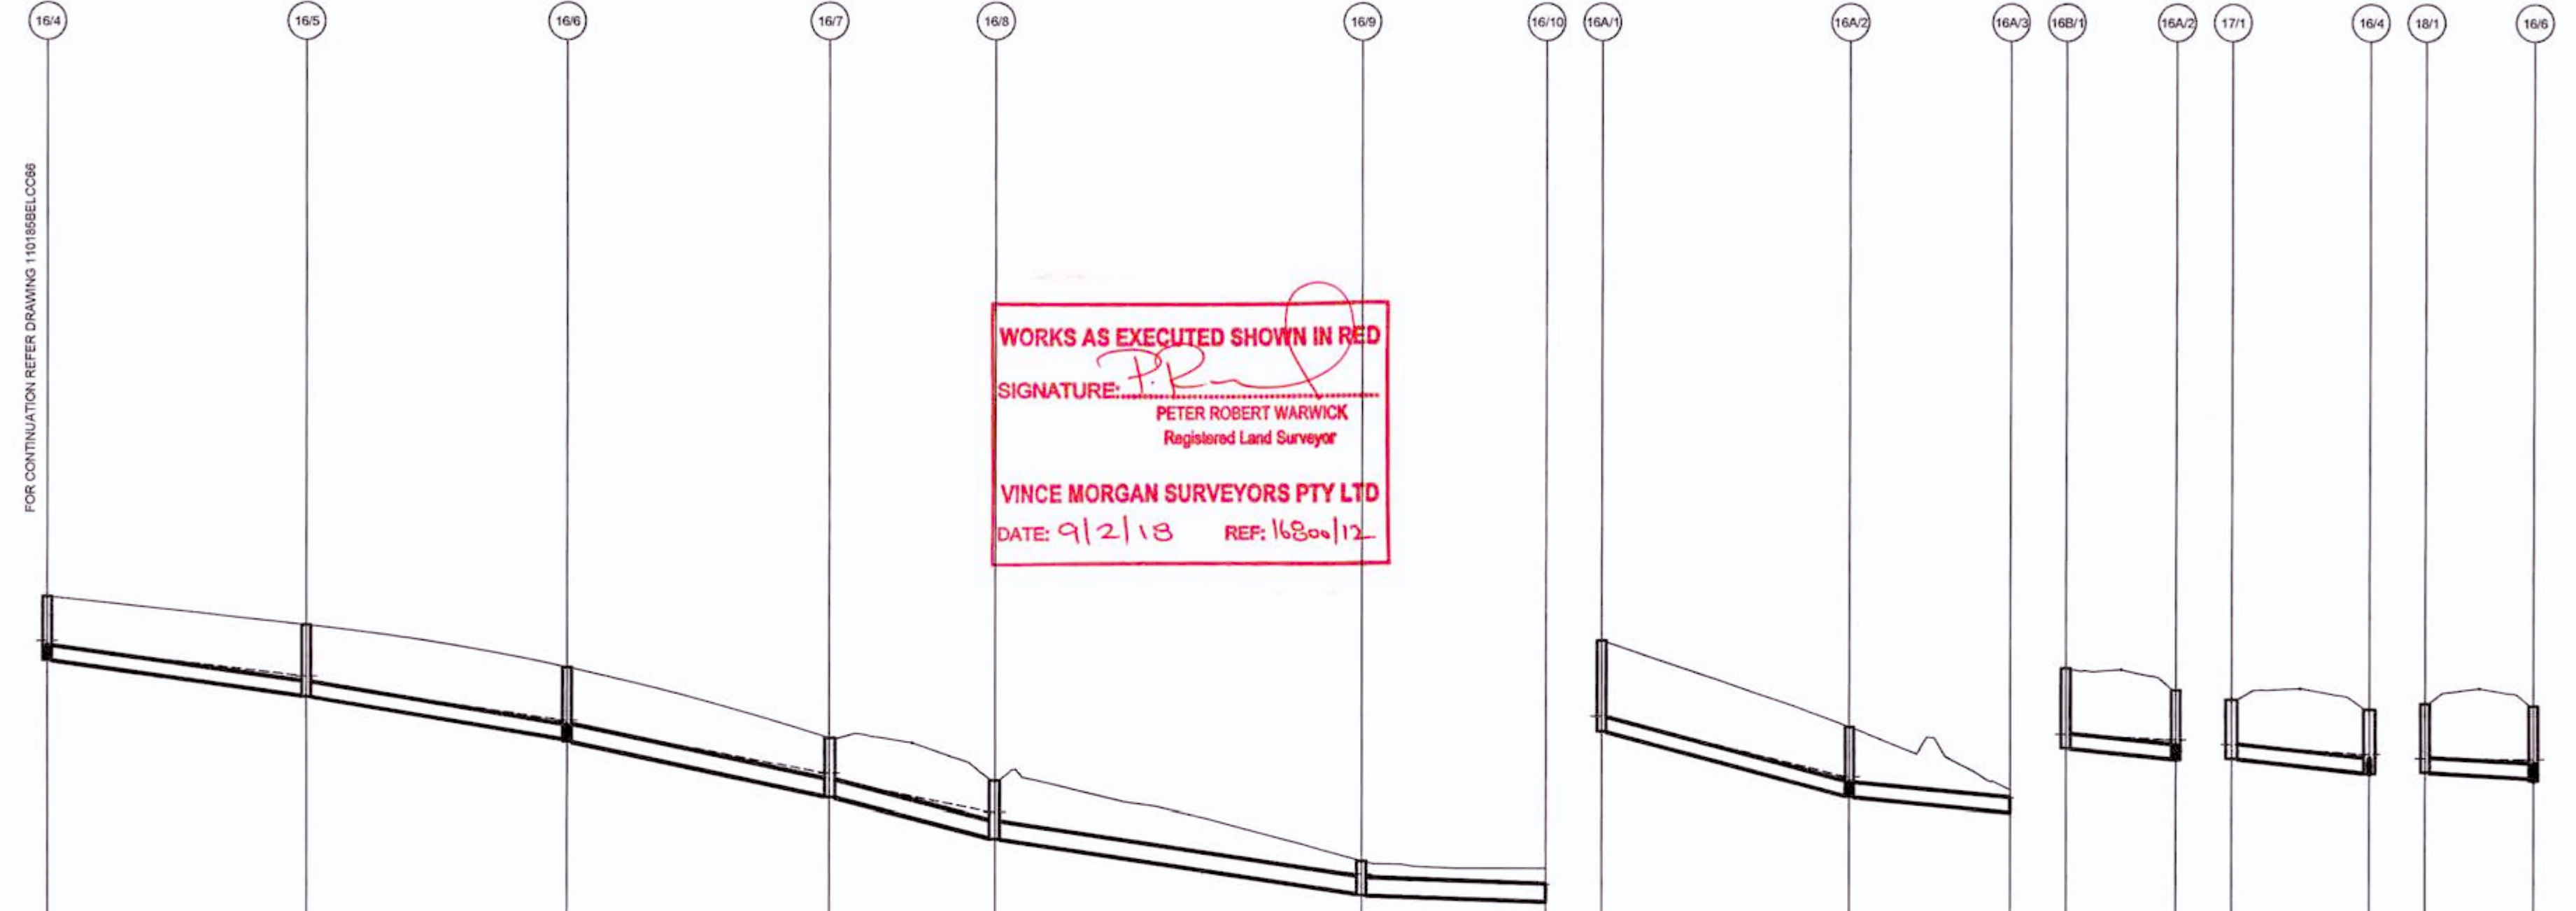 16/4 16/5 16/6 16/7 16/8 16/9 16/10 16A/1 16A/2 16A/3 16B/1 16A/2 17/1 16/4 18/1 16/6
FOR CONTINUATION REFER DRAWING 110185BELCC66
WORKS AS EXECUTED SHOWN IN RED
SIGNATURE:
PETER ROBERT WARWICK
Registered Land Surveyor
VINCE MORGAN SURVEYORS PTY LTD
DATE: 9/2/18 REF: 16800/12